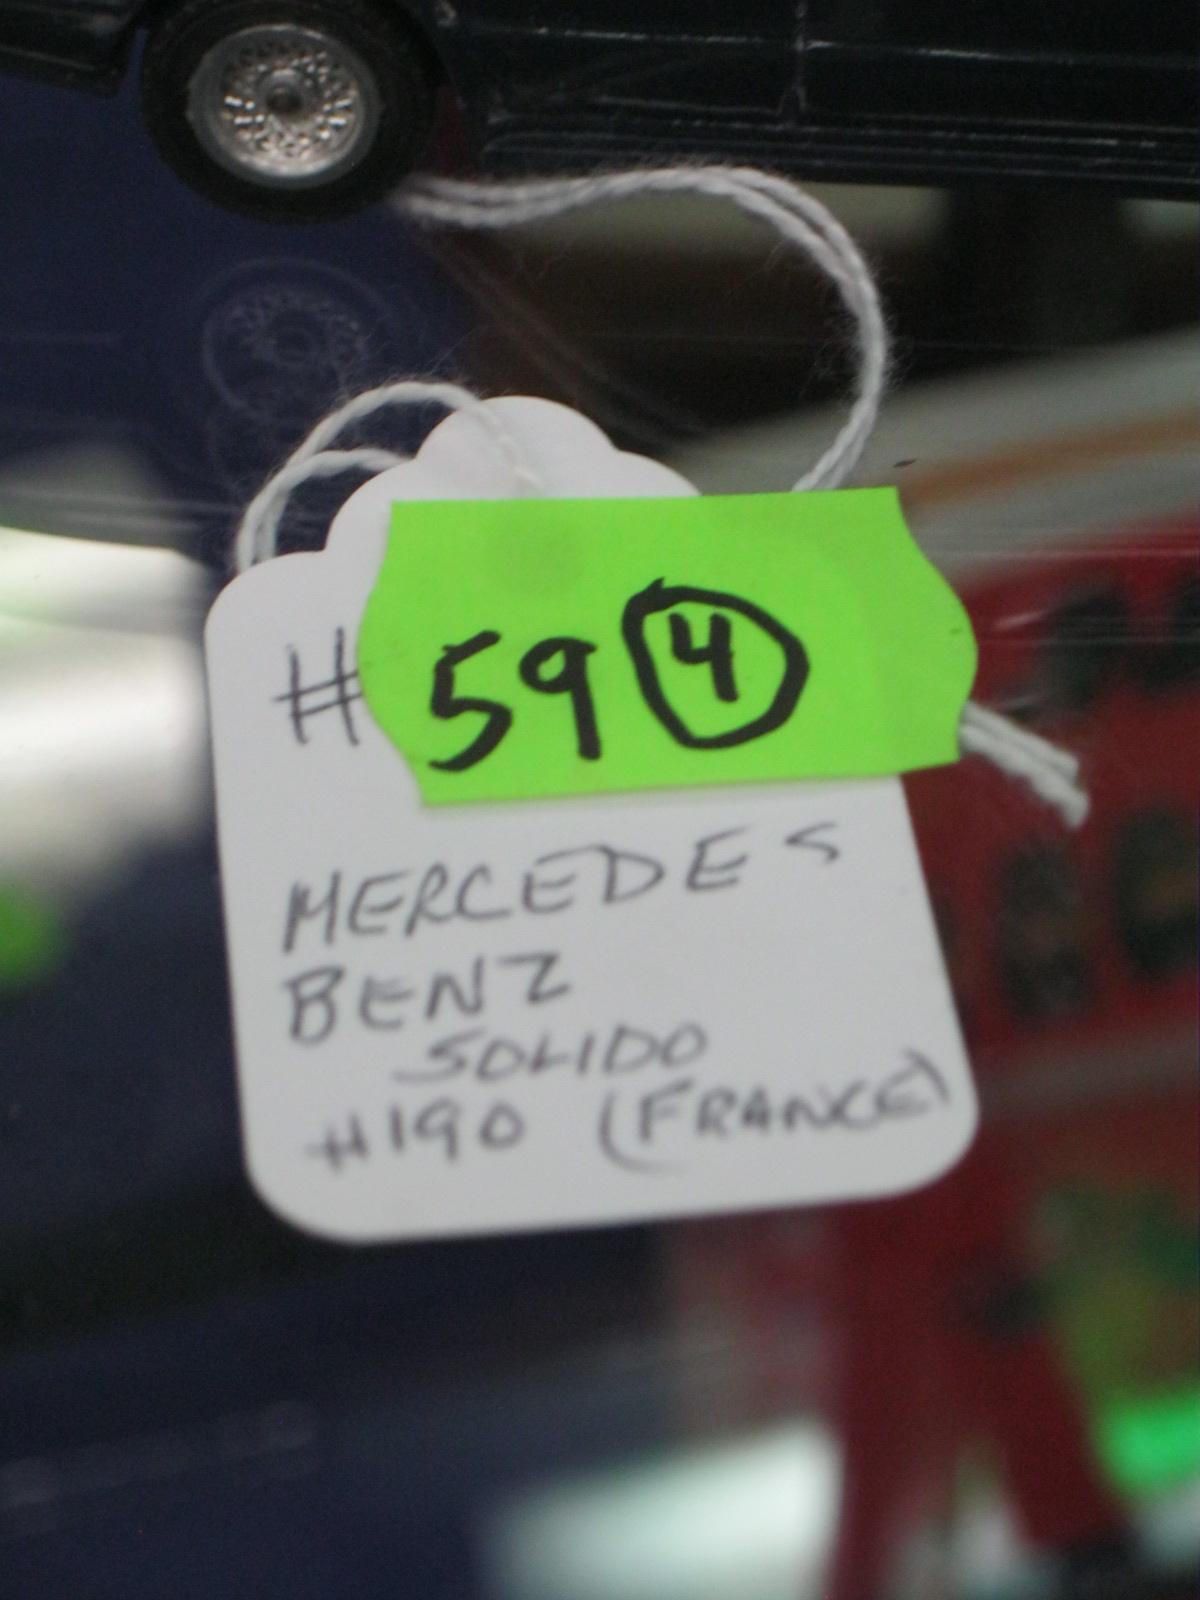 # 59 4
MERCEDES
BENZ
SOLIDO
#190 (FRANCE)